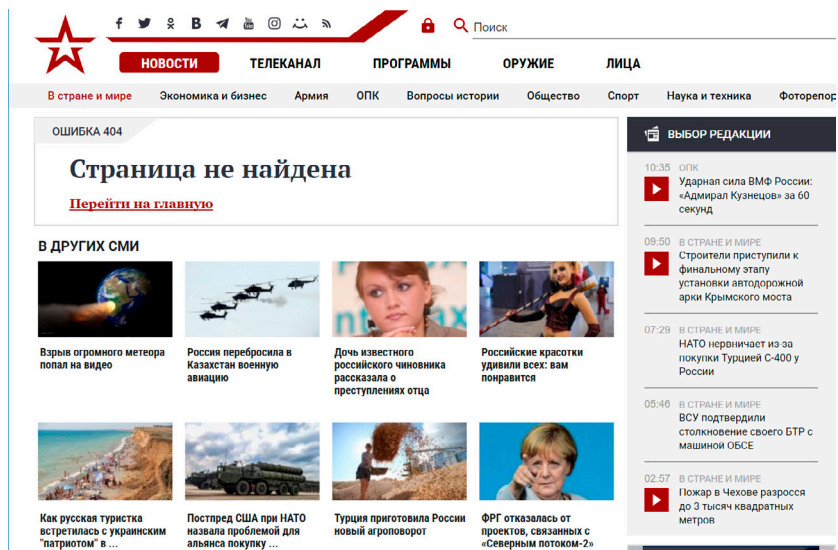 Поиск
НОВОСТИ ТЕЛЕКАНАЛ ПРОГРАММЫ ОРУЖИЕ ЛИЦА
В стране и мире Экономика и бизнес Армия ОПК Вопросы истории Общество Спорт Наука и техника Фоторепор
ОШИБКА 404
Страница не найдена
Перейти на главную
В ДРУГИХ СМИ
Взрыв огромного метеора
попал на видео
Россия перебросила в
Казахстан военную
авиацию
Дочь известного
российского чиновника
рассказала о
преступлениях отца
Российские красотки
удивили всех: вам
понравится
Как русская туристка
встретилась с украинским
"патриотом" в ...
Постпред США при НАТО
назвала проблемой для
альянса покупку ...
Турция приготовила России
новый агроповорот
ФРГ отказалась от
проектов, связанных с
«Северным потоком-2»
ВЫБОР РЕДАКЦИИ
10:35 ОПК
Ударная сила ВМФ России:
«Адмирал Кузнецов» за 60
секунд
09:50 В СТРАНЕ И МИРЕ
Строители приступили к
финальному этапу
установки автодорожной
арки Крымского моста
07:29 В СТРАНЕ И МИРЕ
НАТО нервничает из-за
покупки Турцией С-400 у
России
05:46 В СТРАНЕ И МИРЕ
ВСУ подтвердили
столкновение своего БТР с
машиной ОБСЕ
02:57 В СТРАНЕ И МИРЕ
Пожар в Чехове разросся
до 3 тысяч квадратных
метров